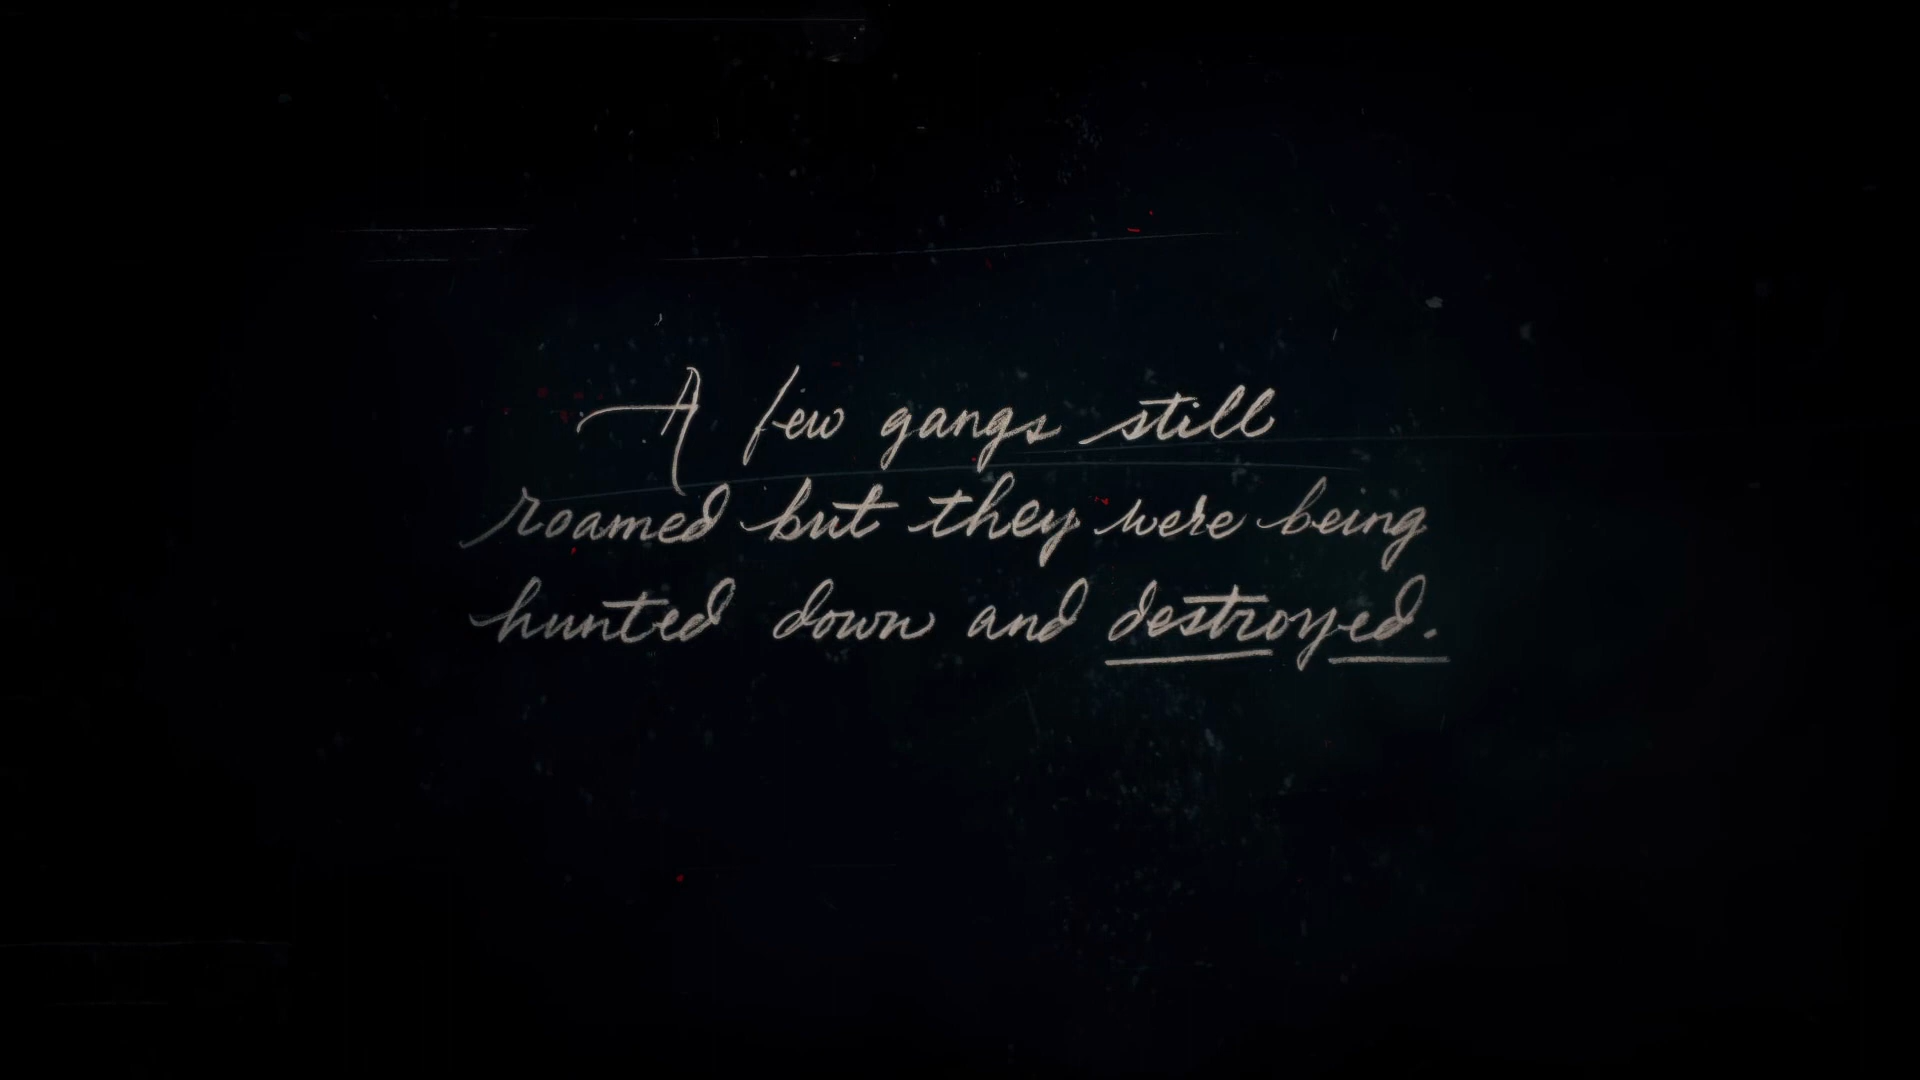 A few gangs still
roamed but they were being
hunted down and destroyed.